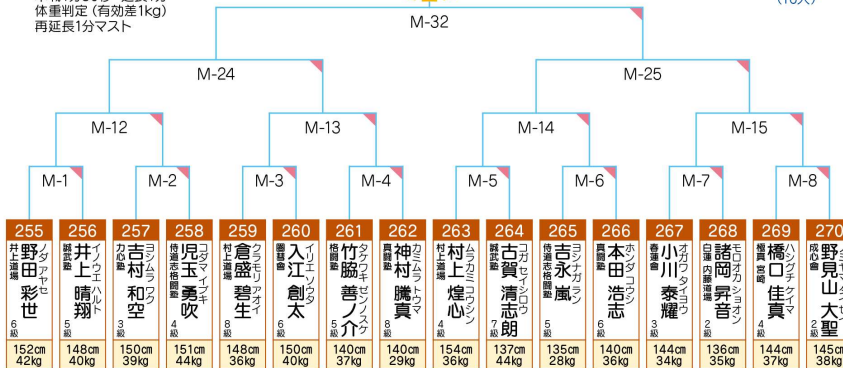 体重判定（有効差1kg）
再延長1分マスト
M-32
M-24
M-25
M-12
M-13
M-14
M-15
M-1
M-2
M-3
M-4
M-5
M-6
M-7
M-8
255
井上道場
野田 彩世
ノダ アヤセ
6級
152cm
42kg
256
誠武塾
井上 晴翔
イノウエ ハルト
5級
148cm
40kg
257
力心塾
吉村 和空
ヨシムラ ワク
3級
150cm
39kg
258
侍道志格闘塾
児玉 勇吹
コダマ イブキ
4級
151cm
44kg
259
村上道場
倉盛 碧生
クラモリ アオイ
8級
148cm
36kg
260
入江 創太
イリエ ソウタ
6級
150cm
40kg
261
格闘塾
竹脇 善ノ介
タケワキ ゼンノスケ
5級
140cm
37kg
262
真闘塾
神村 騰真
カミムラ トウマ
8級
140cm
29kg
263
村上道場
村上 煌心
ムラカミ コウシン
4級
154cm
36kg
264
誠武塾
古賀 清志朗
コガ セイシロウ
7級
137cm
44kg
265
侍道志格闘塾
吉永 嵐
ヨシナガ ラン
5級
135cm
28kg
266
真闘塾
本田 浩志
ホンダ コウシ
6級
140cm
36kg
267
春蓮會
小川 泰耀
オガワ タイヨウ
3級
144cm
34kg
268
白蓮 内藤道場
諸岡 昇音
モロオカ ショオン
2級
136cm
35kg
269
極真 宮崎
橋口 佳真
ハシグチ ケイマ
4級
144cm
37kg
270
成心會
野見山 大聖
5級
145cm
38kg